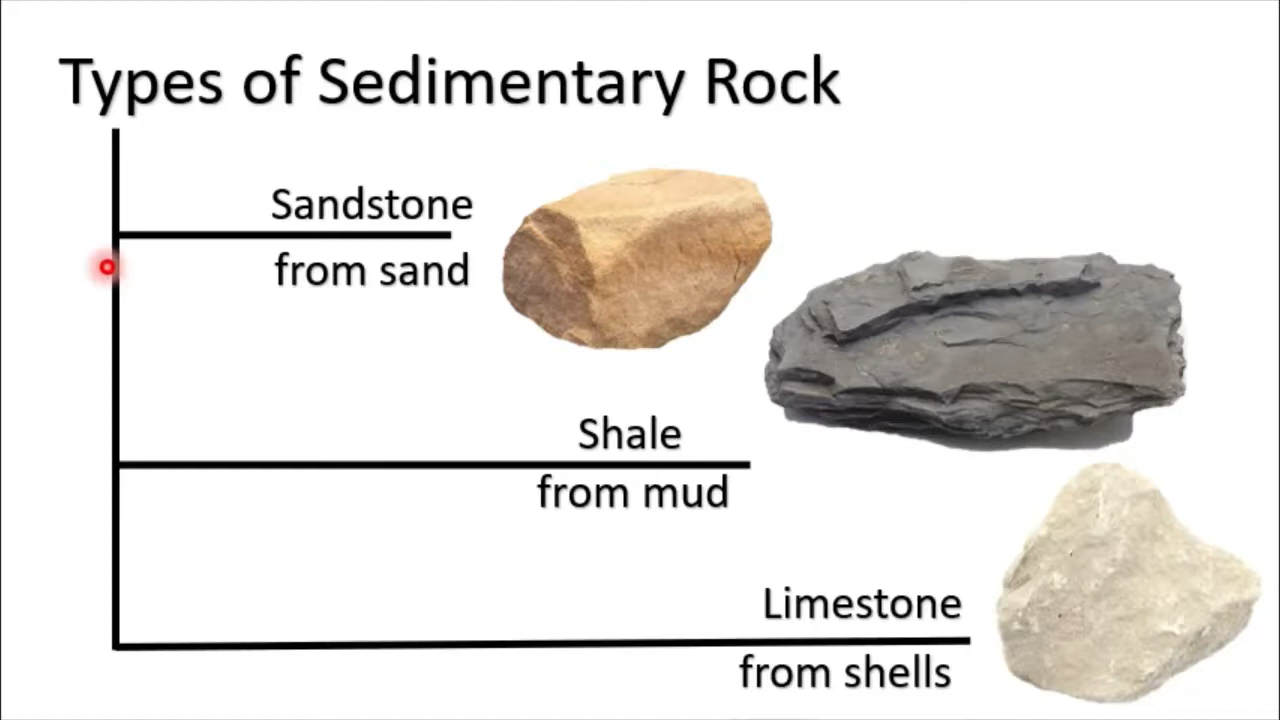 Types of Sedimentary Rock
Sandstone
from sand
Shale
from mud
Limestone
from shells